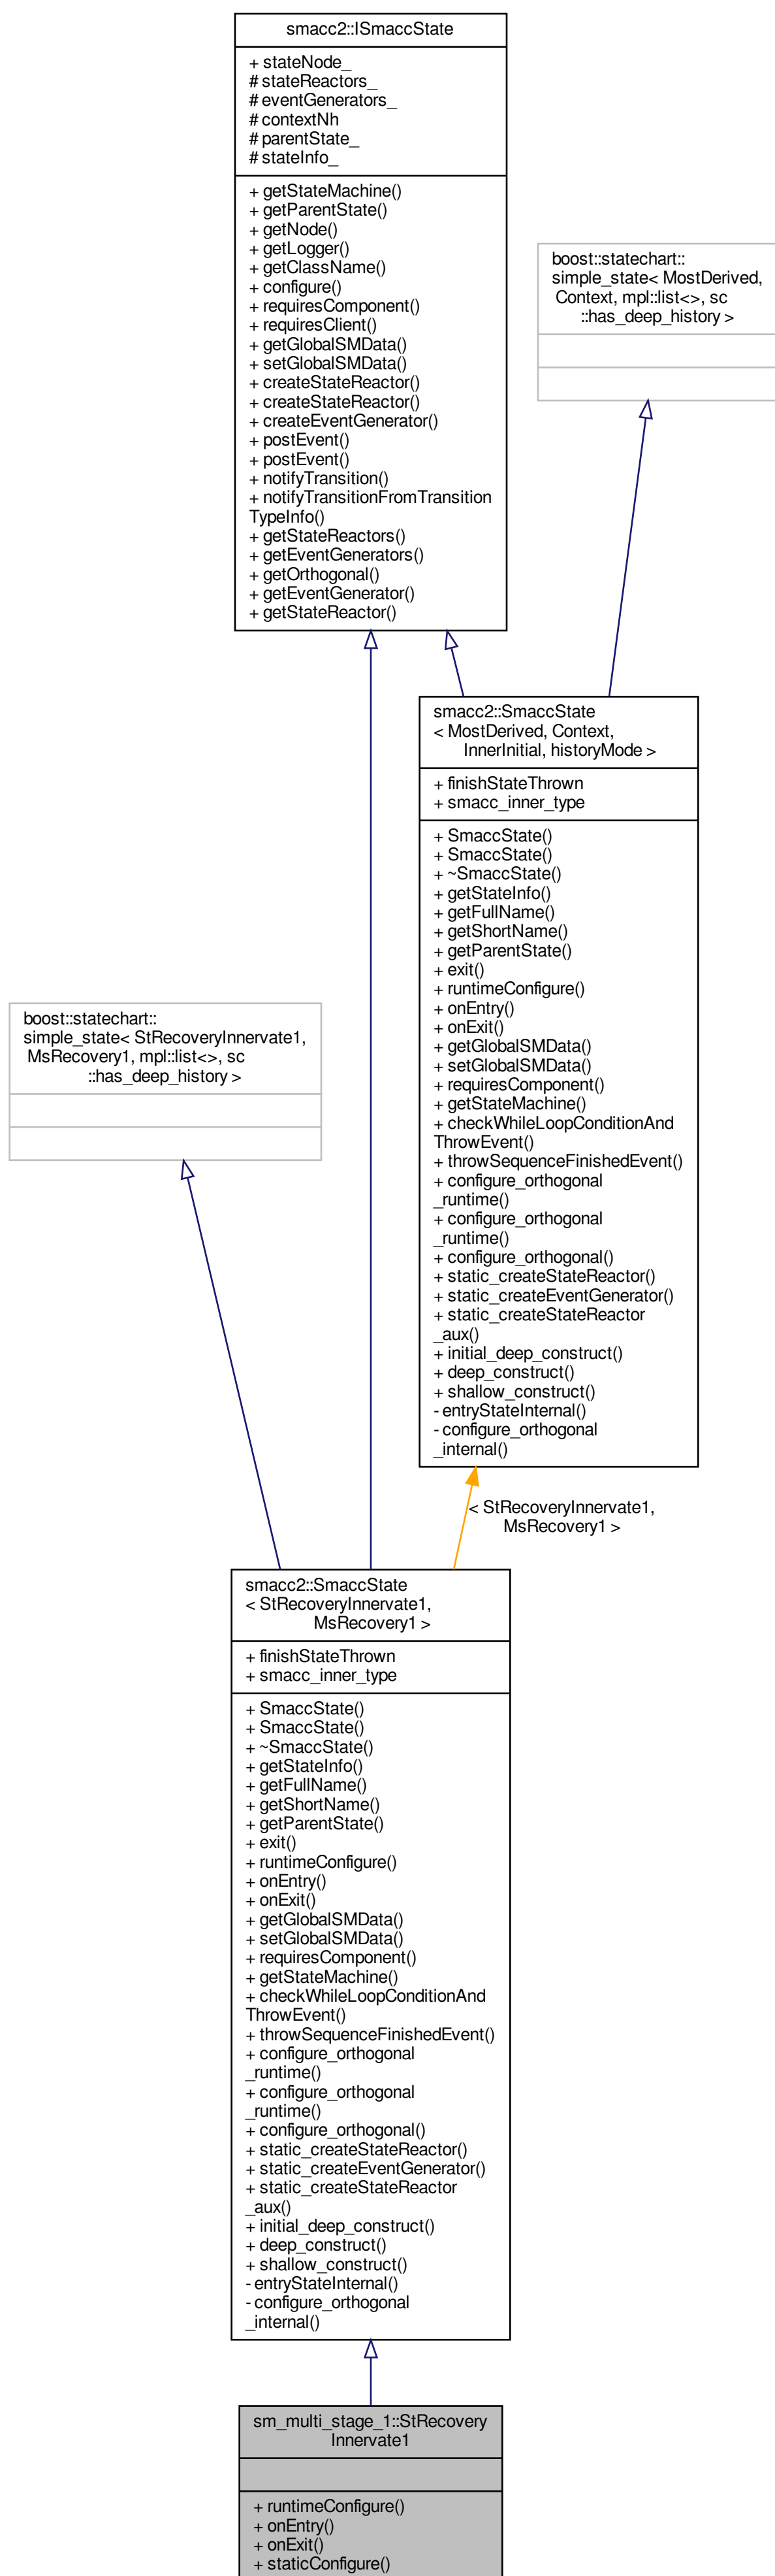 smacc2::ISmaccState
+ stateNode_
# stateReactors_
# eventGenerators_
# contextNh
# parentState_
# stateInfo_
+ getStateMachine()
+ getParentState()
+ getNode()
+ getLogger()
+ getClassName()
+ configure()
+ requiresComponent()
+ requiresClient()
+ getGlobalSMData()
+ setGlobalSMData()
+ createStateReactor()
+ createStateReactor()
+ createEventGenerator()
+ postEvent()
+ postEvent()
+ notifyTransition()
+ notifyTransitionFromTransition
TypeInfo()
+ getStateReactors()
+ getEventGenerators()
+ getOrthogonal()
+ getEventGenerator()
+ getStateReactor()
boost::statechart::
simple_state< MostDerived,
Context, mpl::list<>, sc
::has_deep_history >
smacc2::SmaccState
< MostDerived, Context,
InnerInitial, historyMode >
+ finishStateThrown
+ smacc_inner_type
+ SmaccState()
+ SmaccState()
+ ~SmaccState()
+ getStateInfo()
+ getFullName()
+ getShortName()
+ getParentState()
+ exit()
+ runtimeConfigure()
+ onEntry()
+ onExit()
+ getGlobalSMData()
+ setGlobalSMData()
+ requiresComponent()
+ getStateMachine()
+ checkWhileLoopConditionAnd
ThrowEvent()
+ throwSequenceFinishedEvent()
+ configure_orthogonal
_runtime()
+ configure_orthogonal
_runtime()
+ configure_orthogonal()
+ static_createStateReactor()
+ static_createEventGenerator()
+ static_createStateReactor
_aux()
+ initial_deep_construct()
+ deep_construct()
+ shallow_construct()
- entryStateInternal()
- configure_orthogonal
_internal()
boost::statechart::
simple_state< StRecoveryInnervate1,
MsRecovery1, mpl::list<>, sc
::has_deep_history >
< StRecoveryInnervate1,
MsRecovery1 >
smacc2::SmaccState
< StRecoveryInnervate1,
MsRecovery1 >
+ finishStateThrown
+ smacc_inner_type
+ SmaccState()
+ SmaccState()
+ ~SmaccState()
+ getStateInfo()
+ getFullName()
+ getShortName()
+ getParentState()
+ exit()
+ runtimeConfigure()
+ onEntry()
+ onExit()
+ getGlobalSMData()
+ setGlobalSMData()
+ requiresComponent()
+ getStateMachine()
+ checkWhileLoopConditionAnd
ThrowEvent()
+ throwSequenceFinishedEvent()
+ configure_orthogonal
_runtime()
+ configure_orthogonal
_runtime()
+ configure_orthogonal()
+ static_createStateReactor()
+ static_createEventGenerator()
+ static_createStateReactor
_aux()
+ initial_deep_construct()
+ deep_construct()
+ shallow_construct()
- entryStateInternal()
- configure_orthogonal
_internal()
sm_multi_stage_1::StRecovery
Innervate1
+ runtimeConfigure()
+ onEntry()
+ onExit()
+ staticConfigure()